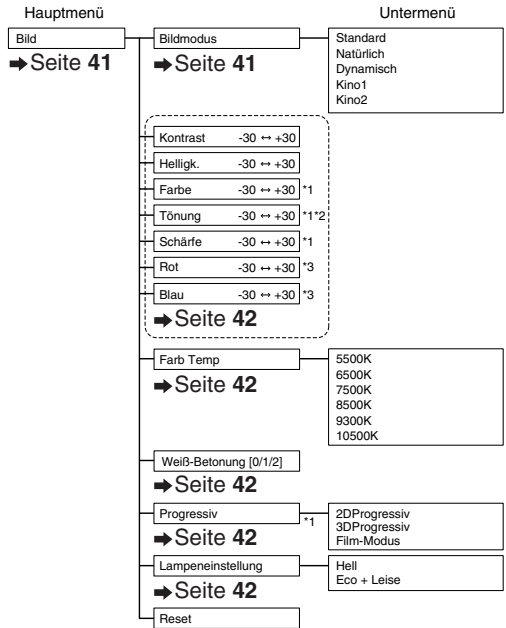 Hauptmenü
Untermenü
Bild
➡Seite 41
Bildmodus
➡Seite 41
Standard
Natürlich
Dynamisch
Kino1
Kino2
Kontrast -30 ↔ +30
Helligk. -30 ↔ +30
Farbe -30 ↔ +30 *1
Tönung -30 ↔ +30 *1*2
Schärfe -30 ↔ +30 *1
Rot -30 ↔ +30 *3
Blau -30 ↔ +30 *3
➡Seite 42
Farb Temp
➡Seite 42
5500K
6500K
7500K
8500K
9300K
10500K
Weiß-Betonung [0/1/2]
➡Seite 42
Progressiv *1
➡Seite 42
2DProgressiv
3DProgressiv
Film-Modus
Lampeneinstellung
➡Seite 42
Hell
Eco + Leise
Reset